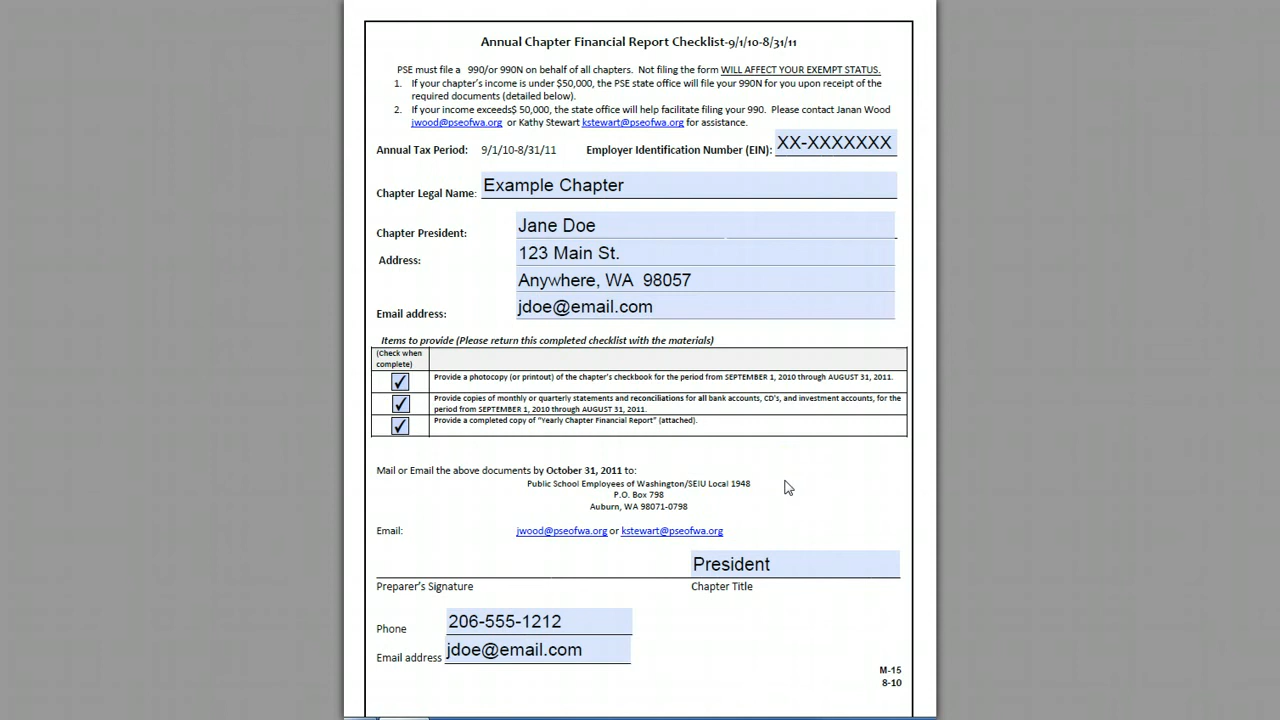 Annual Chapter Financial Report Checklist-9/1/10-8/31/11
PSE must file a 990/or 990N on behalf of all chapters. Not filing the form WILL AFFECT YOUR EXEMPT STATUS.
1. If your chapter's income is under $50,000, the PSE state office will file your 990N for you upon receipt of the
required documents (detailed below).
2. If your income exceeds$ 50,000, the state office will help facilitate filing your 990. Please contact Janan Wood
jwood@pseofwa.org or Kathy Stewart kstewart@pseofwa.org for assistance.
Annual Tax Period: 9/1/10-8/31/11 Employer Identification Number (EIN): XX-XXXXXXX
Chapter Legal Name: Example Chapter
Chapter President: Jane Doe
Address: 123 Main St.
Anywhere, WA 98057
Email address: jdoe@email.com
Items to provide (Please return this completed checklist with the materials)
(Check when
complete)
Provide a photocopy (or printout) of the chapter's checkbook for the period from SEPTEMBER 1, 2010 through AUGUST 31, 2011.
Provide copies of monthly or quarterly statements and reconciliations for all bank accounts, CD's, and investment accounts, for the
period from SEPTEMBER 1, 2010 through AUGUST 31, 2011.
Provide a completed copy of "Yearly Chapter Financial Report" (attached).
Mail or Email the above documents by October 31, 2011 to:
Public School Employees of Washington/SEIU Local 1948
P.O. Box 798
Auburn, WA 98071-0798
Email: jwood@pseofwa.org or kstewart@pseofwa.org
President
Preparer's Signature Chapter Title
Phone 206-555-1212
Email address jdoe@email.com
M-15
8-10